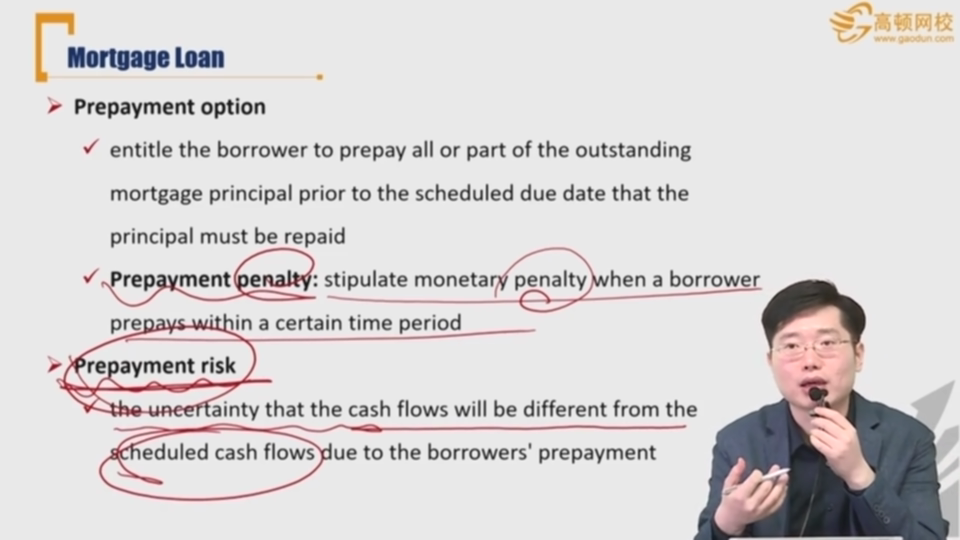 Mortgage Loan
高顿网校
www.gaodun.com
Prepayment option
entitle the borrower to prepay all or part of the outstanding
mortgage principal prior to the scheduled due date that the
principal must be repaid
Prepayment penalty: stipulate monetary penalty when a borrower
prepays within a certain time period
Prepayment risk
the uncertainty that the cash flows will be different from the
scheduled cash flows due to the borrowers' prepayment